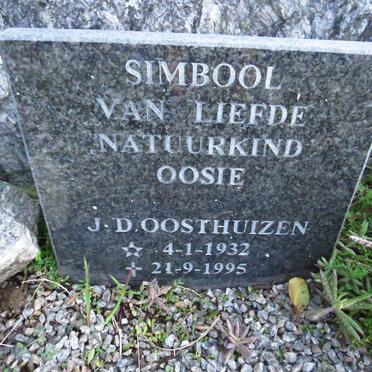 SIMBOOL
VAN LIEFDE
NATUURKIND
OOSIE
J.D.OOSTHUIZEN
☆ 4-1-1932
✝ 21-9-1995